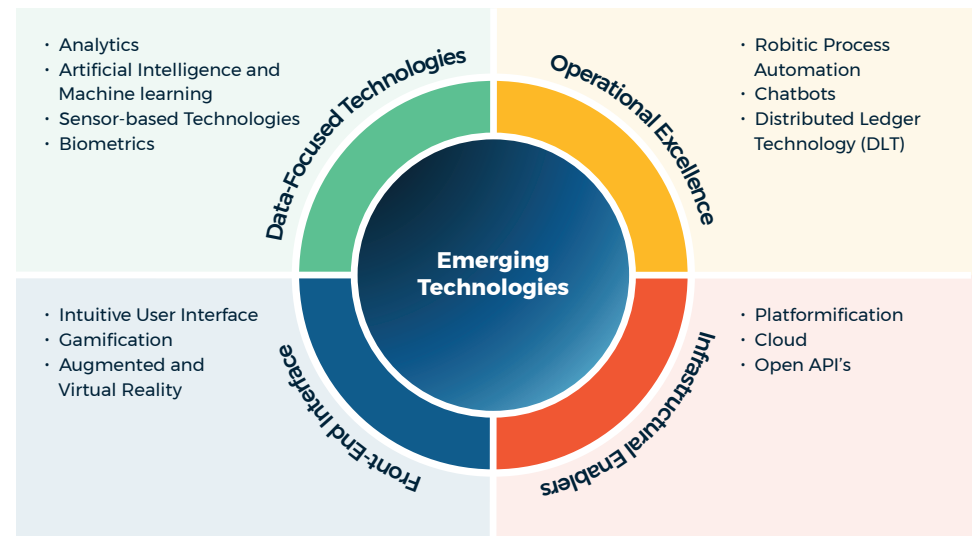 Data-Focused Technologies
· Analytics
· Artificial Intelligence and
Machine learning
· Sensor-based Technologies
· Biometrics
Operational Excellence
· Robitic Process
Automation
· Chatbots
· Distributed Ledger
Technology (DLT)
Emerging
Technologies
Front-End Interface
· Intuitive User Interface
· Gamification
· Augmented and
Virtual Reality
Infrastructural Enablers
· Platformification
· Cloud
· Open API’s